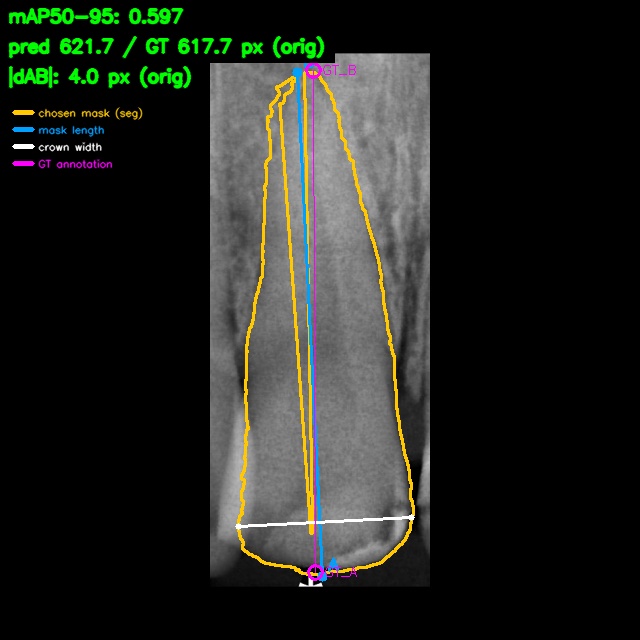 mAP50-95: 0.597
pred 621.7 / GT 617.7 px (orig)
|dAB|: 4.0 px (orig)
chosen mask (seg)
mask length
crown width
GT annotation
GT_B
GT_A